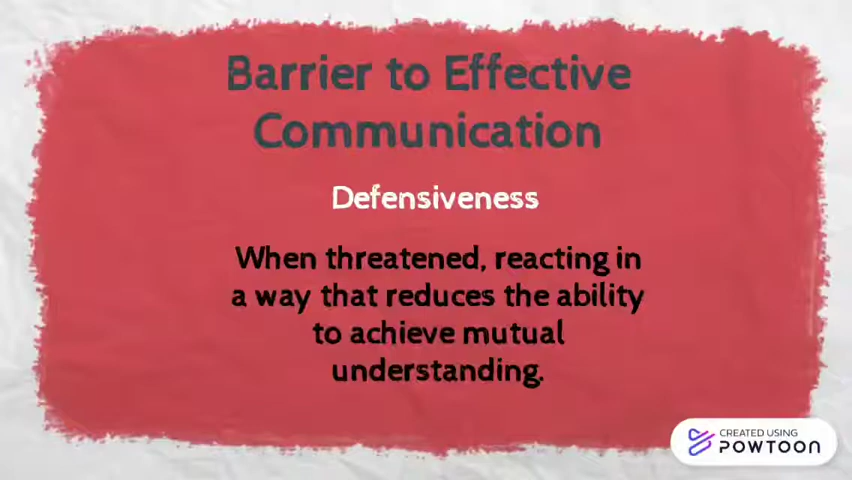 Barrier to Effective
Communication
Defensiveness
When threatened, reacting in
a way that reduces the ability
to achieve mutual
understanding.
CREATED USING
POWTOON